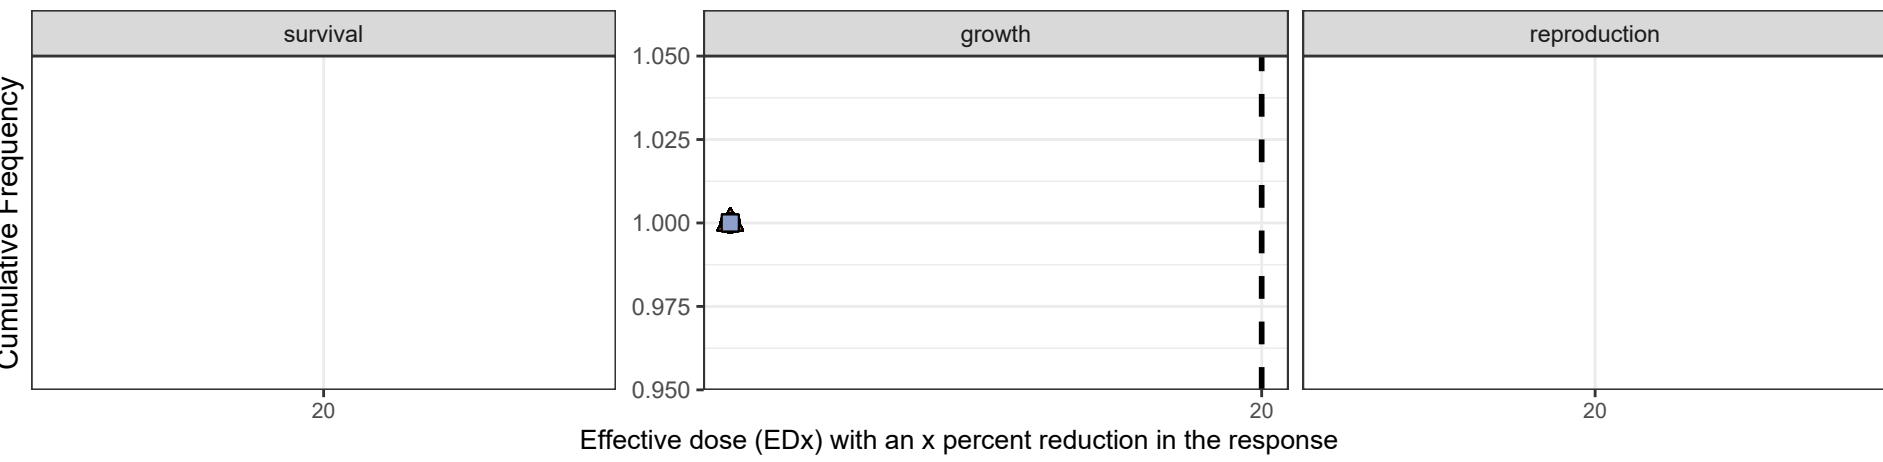 survival
growth
reproduction
Cumulative Frequency
1.050
1.025
1.000
0.975
0.950
20
20
20
Effective dose (EDx) with an x percent reduction in the response